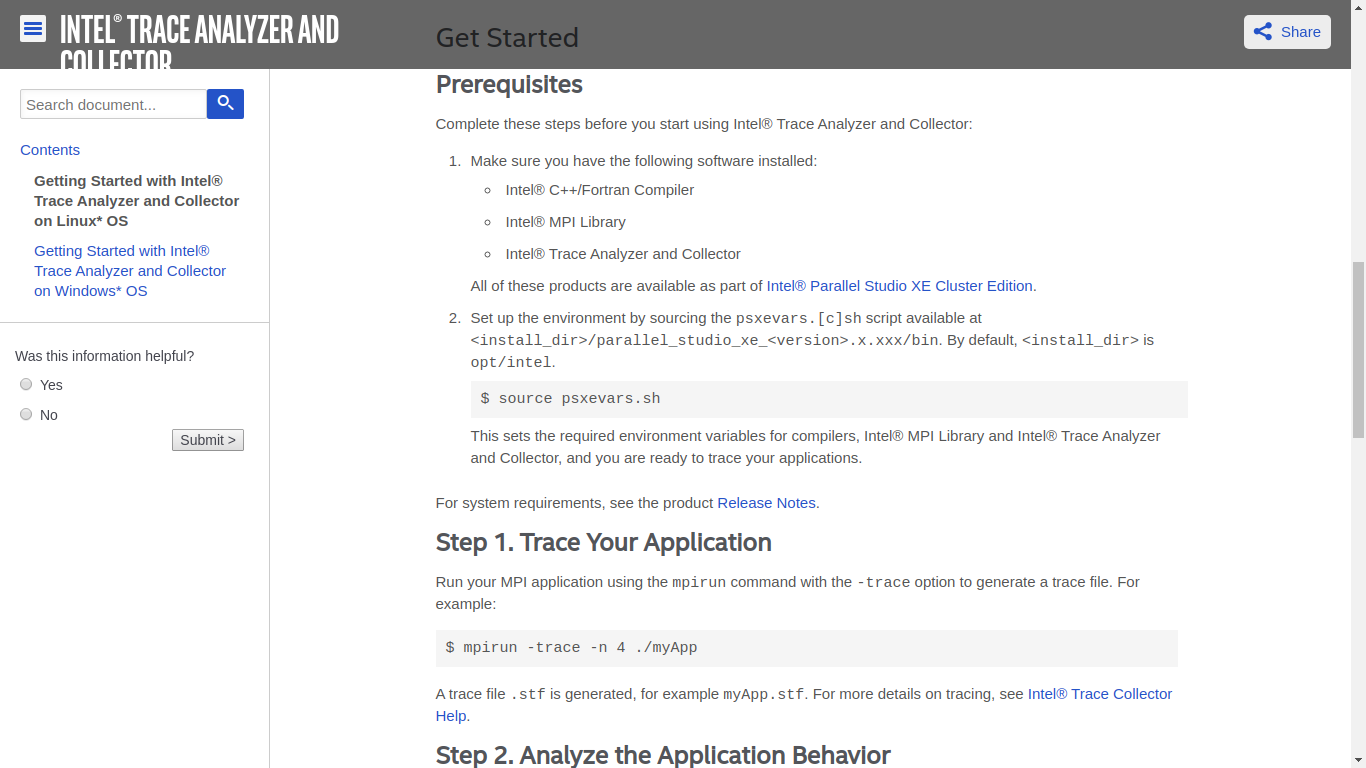 INTEL® TRACE ANALYZER AND
COLLECTOR
Get Started
Share
Contents
Search document...
Getting Started with Intel®
Trace Analyzer and Collector
on Linux* OS
Getting Started with Intel®
Trace Analyzer and Collector
on Windows* OS
Was this information helpful?
Yes
No
Submit >
Prerequisites
Complete these steps before you start using Intel® Trace Analyzer and Collector:
1. Make sure you have the following software installed:
◦ Intel® C++/Fortran Compiler
◦ Intel® MPI Library
◦ Intel® Trace Analyzer and Collector
All of these products are available as part of Intel® Parallel Studio XE Cluster Edition.
2. Set up the environment by sourcing the psxevars.[c]sh script available at
<install_dir>/parallel_studio_xe_<version>.x.xxx/bin. By default, <install_dir> is
opt/intel.
$ source psxevars.sh
This sets the required environment variables for compilers, Intel® MPI Library and Intel® Trace Analyzer
and Collector, and you are ready to trace your applications.
For system requirements, see the product Release Notes.
Step 1. Trace Your Application
Run your MPI application using the mpirun command with the -trace option to generate a trace file. For
example:
$ mpirun -trace -n 4 ./myApp
A trace file .stf is generated, for example myApp.stf. For more details on tracing, see Intel® Trace Collector
Help.
Step 2. Analyze the Application Behavior